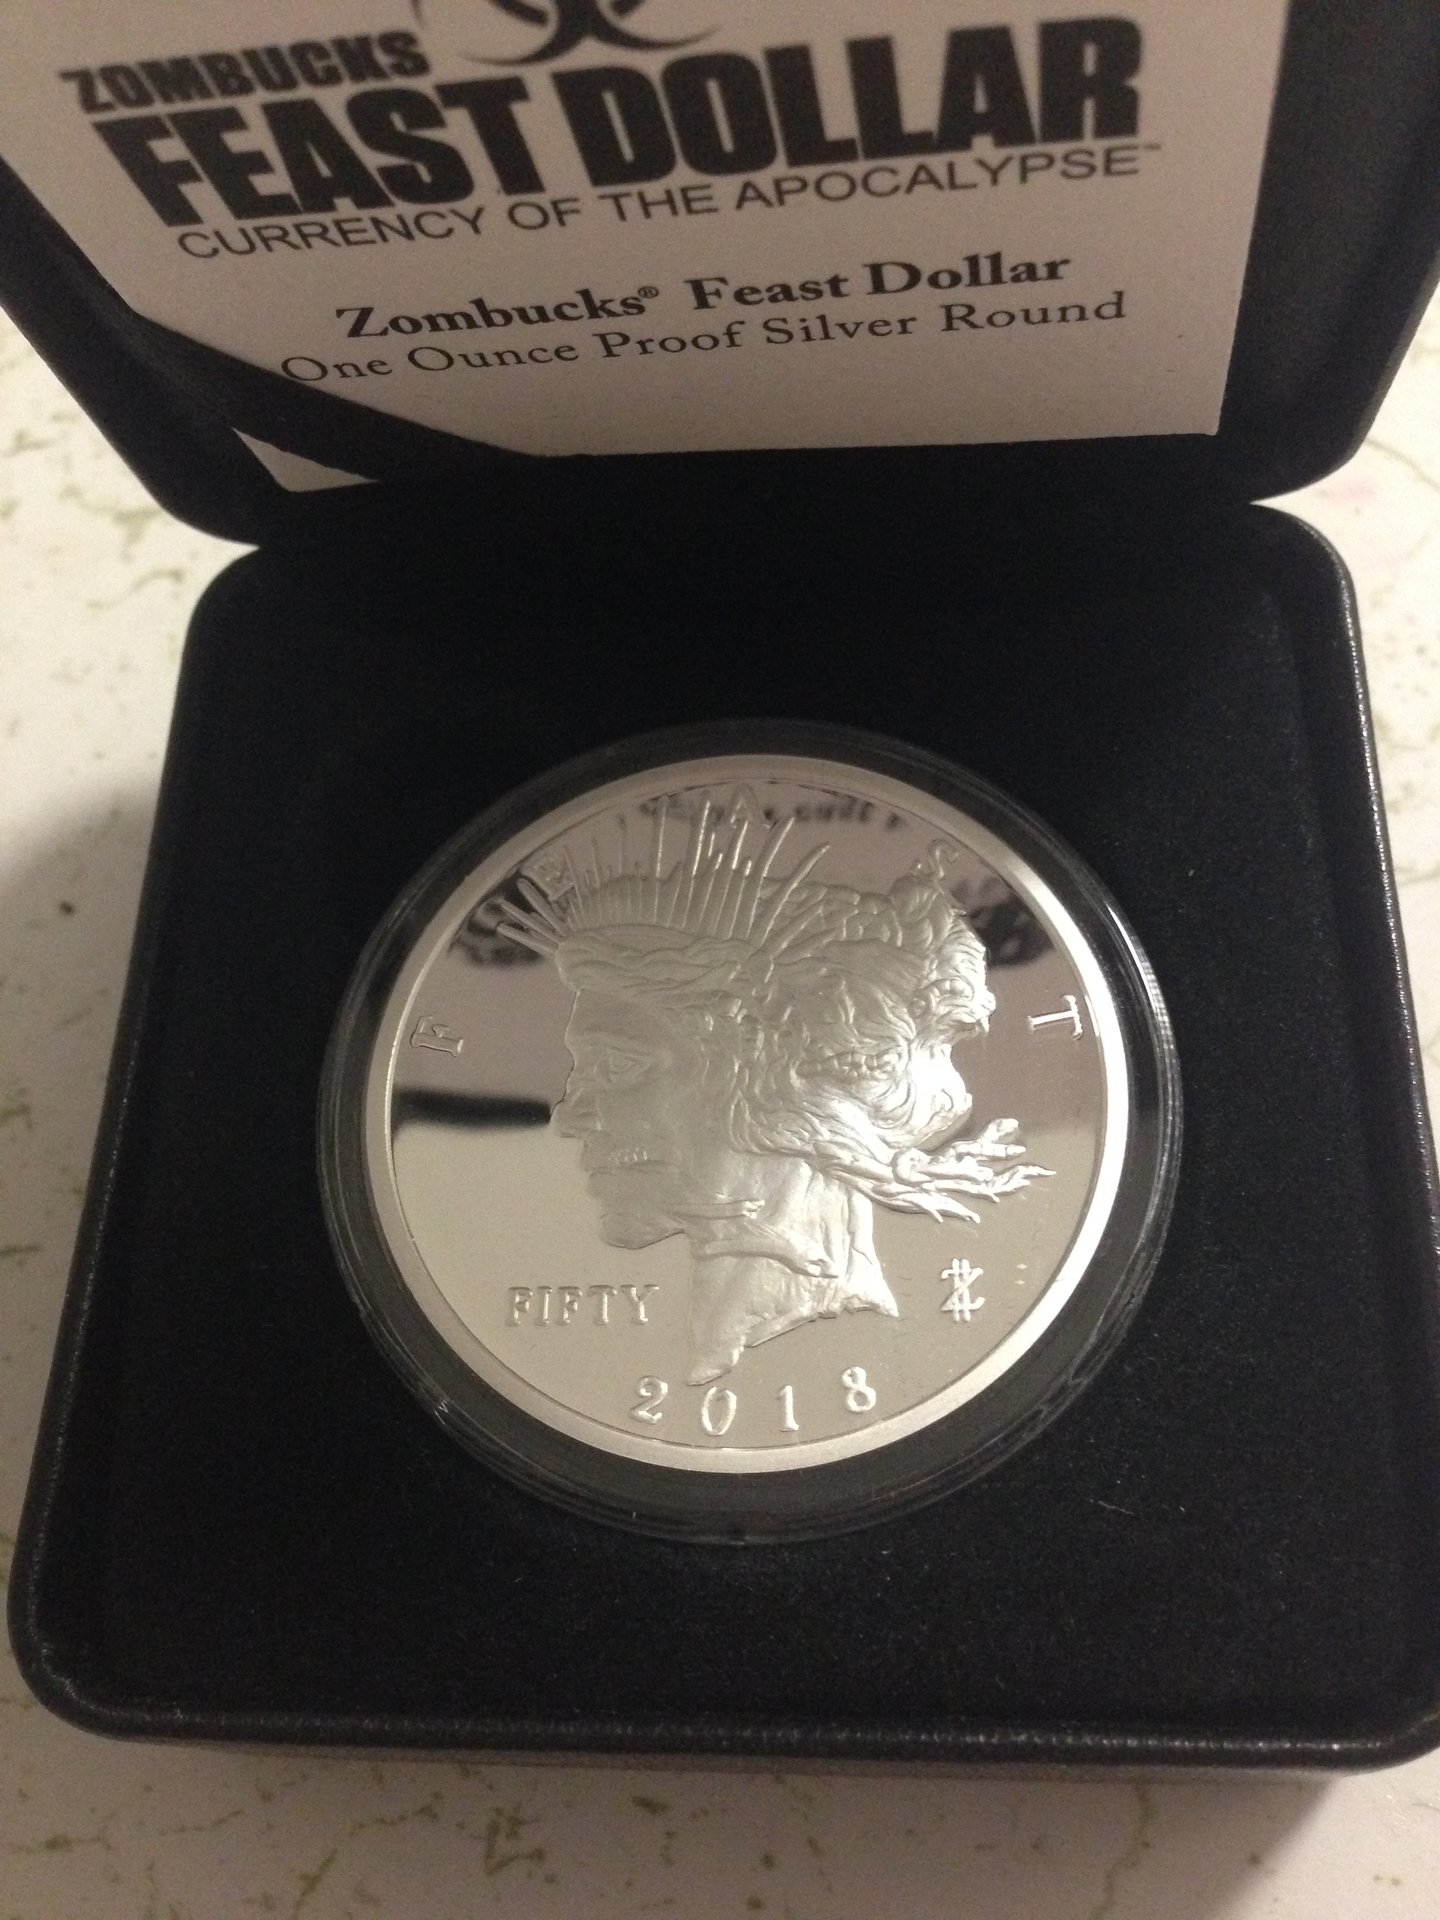 ZOMBUCKS
FEAST DOLLAR
CURRENCY OF THE APOCALYPSE™
Zombucks® Feast Dollar
One Ounce Proof Silver Round
F E A S T
FIFTY
2018